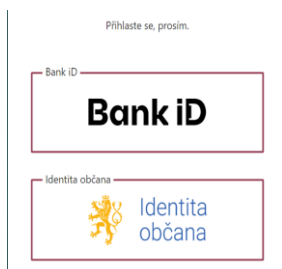 Přihlaste se, prosím.
Bank iD
Bank iD
Identita občana
Identita
občana